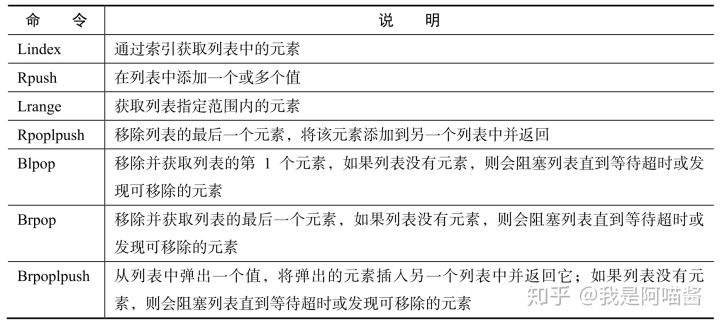 命 令 说 明
Lindex 通过索引获取列表中的元素
Rpush 在列表中添加一个或多个值
Lrange 获取列表指定范围内的元素
Rpoplpush 移除列表的最后一个元素，将该元素添加到另一个列表中并返回
Blpop 移除并获取列表的第 1 个元素，如果列表没有元素，则会阻塞列表直到等待超时或发
现可移除的元素
Brpop 移除并获取列表的最后一个元素，如果列表没有元素，则会阻塞列表直到等待超时或
发现可移除的元素
Brpoplpush 从列表中弹出一个值，将弹出的元素插入另一个列表中并返回它；如果列表没有元
素，则会阻塞列表直到等待超时或发现可移除的元素
知乎 @我是阿喵酱